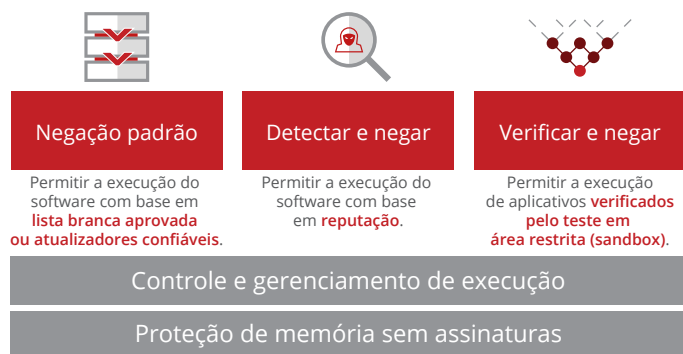 Negação padrão
Permitir a execução do
software com base em
lista branca aprovada
ou atualizadores confiáveis.
Detectar e negar
Permitir a execução do
software com base
em reputação.
Verificar e negar
Permitir a execução
de aplicativos verificados
pelo teste em
área restrita (sandbox).
Controle e gerenciamento de execução
Proteção de memória sem assinaturas